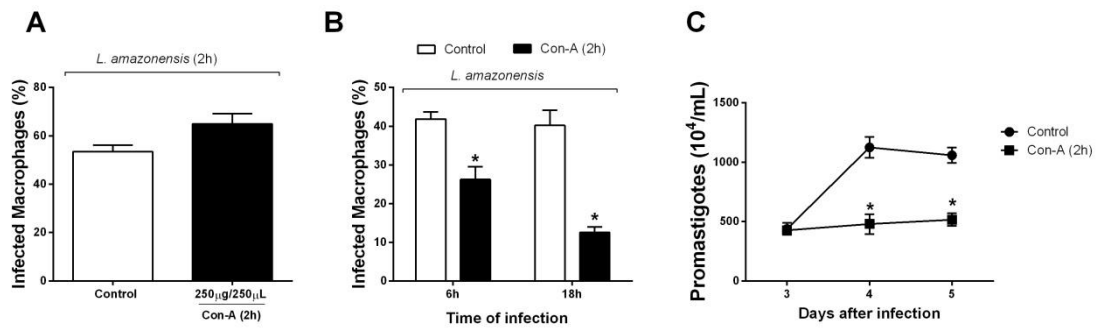 A
L. amazonensis (2h)
Infected Macrophages (%)
80
60
40
20
0
Control
250µg/250µL
Con-A (2h)
B
Control
Con-A (2h)
L. amazonensis
Infected Macrophages (%)
50
40
30
20
10
0
*
*
6h
18h
Time of infection
C
Promastigotes (10⁴/mL)
1500
1000
500
0
*
*
3
4
5
Days after infection
Control
Con-A (2h)